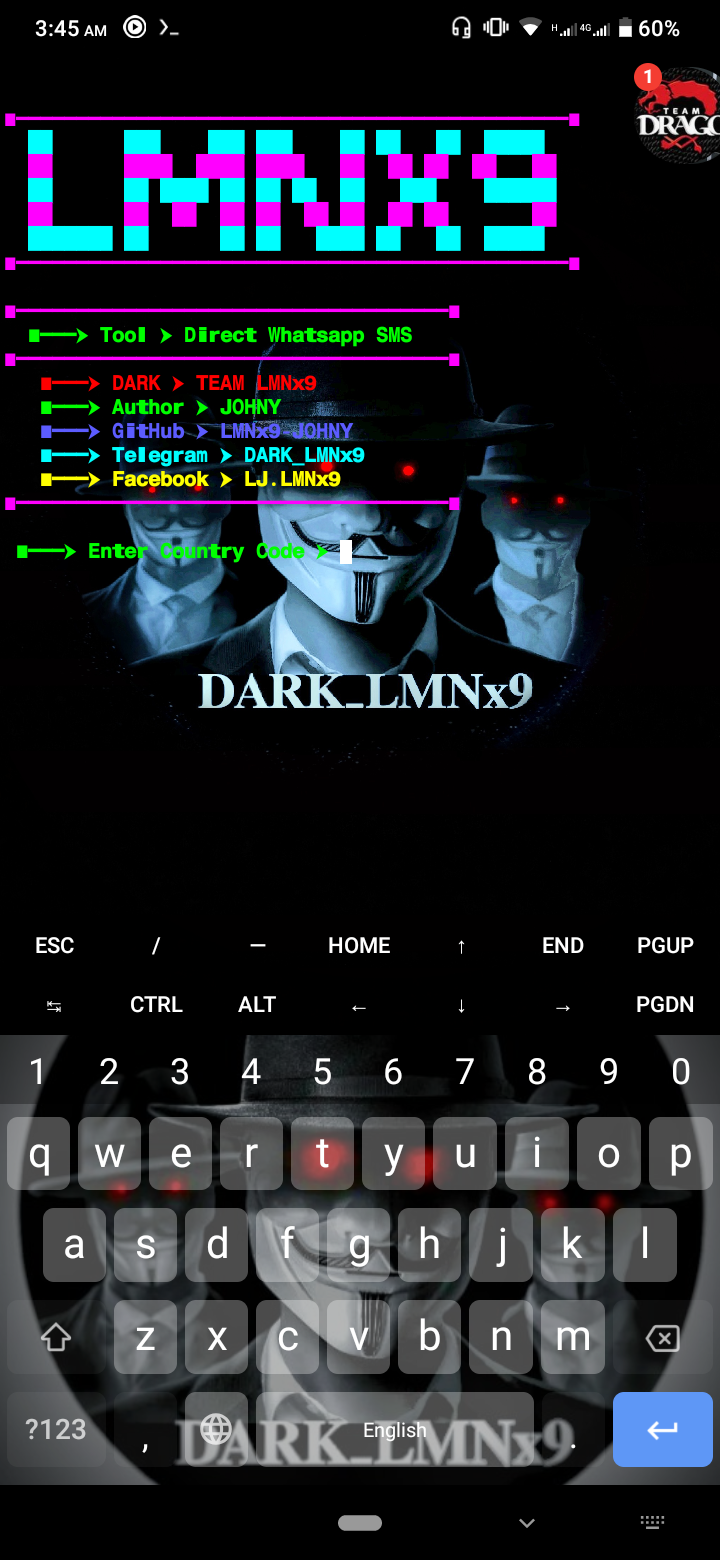 3:45 AM
H 4G 60%
1
TEAM
DRAGO
LMNX9
Tool > Direct Whatsapp SMS
DARK > TEAM LMNx9
Author > JOHNY
GitHub > LMNx9-JOHNY
Telegram > DARK_LMNx9
Facebook > LJ.LMNx9
Enter Country Code >
DARK_LMNx9
ESC / — HOME ↑ END PGUP
⇆ CTRL ALT ← ↓ → PGDN
1 2 3 4 5 6 7 8 9 0
q w e r t y u i o p
a s d f g h j k l
z x c v b n m
?123 , English .
DARK_LMNx9